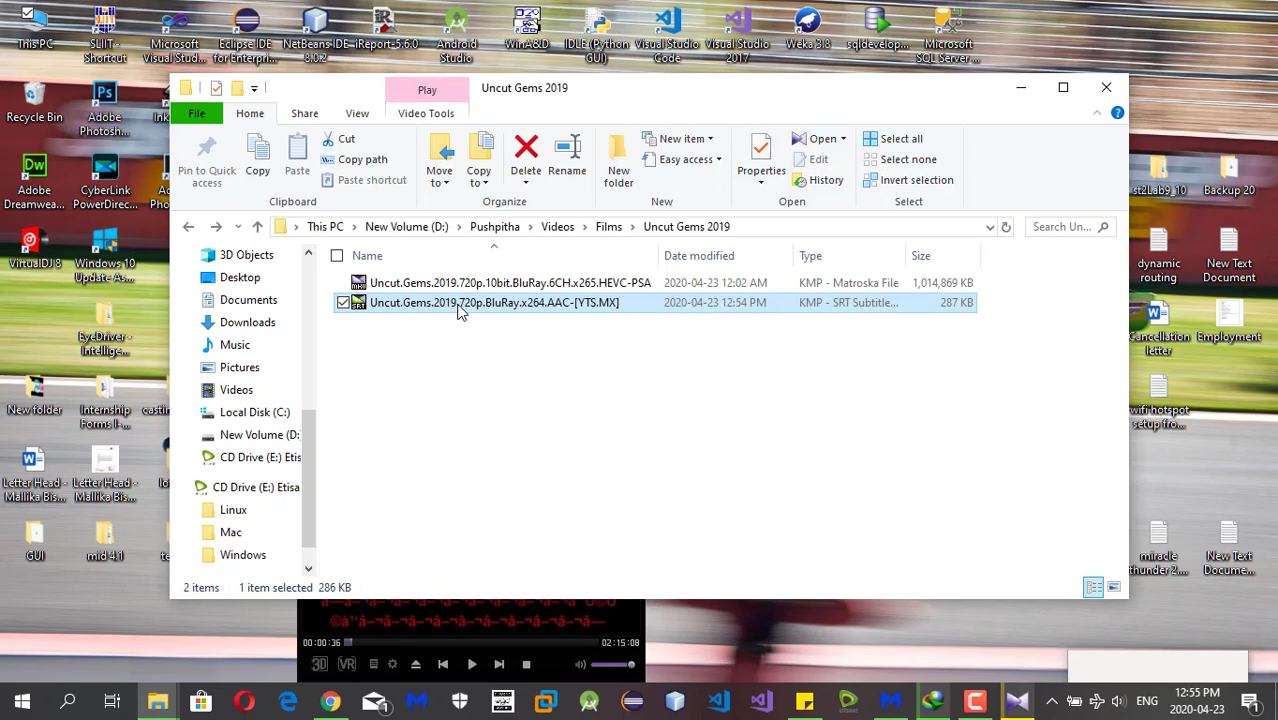 This PC
SLIIT -
Shortcut
Microsoft
Visual Stud...
Eclipse IDE
for Enterpri...
NetBeans IDE
8.0.2
iReport-5.6.0
Android
Studio
WinA&D
IDLE (Python
GUI)
Visual Studio
Code
Visual Studio
2017
Weka 3.8
sqldevelop...
Microsoft
SQL Server ...
Play
Uncut Gems 2019
File
Home
Share
View
Video Tools
Recycle Bin
Adobe
Photosh...
Pin to Quick
access
Copy
Paste
Cut
Copy path
Paste shortcut
Clipboard
Move
to
Copy
to
Delete
Rename
Organize
New
folder
New item
Easy access
New
Properties
Open
Edit
History
Open
Select all
Select none
Invert selection
Select
Adobe
Dreamwea...
CyberLink
PowerDirec...
st2Lab9_10
Backup 20
This PC
New Volume (D:)
Pushpitha
Videos
Films
Uncut Gems 2019
Search Un...
Name
Date modified
Type
Size
Uncut.Gems.2019.720p.10bit.BluRay.6CH.x265.HEVC-PSA
2020-04-23 12:02 AM
KMP - Matroska File
1,014,869 KB
Uncut.Gems.2019.720p.BluRay.x264.AAC-[YTS.MX]
2020-04-23 12:54 PM
KMP - SRT Subtitle...
287 KB
3D Objects
Desktop
Documents
Downloads
Music
Pictures
Videos
Local Disk (C:)
New Volume (D:
CD Drive (E:) Etis
CD Drive (E:) Etisa
Linux
Mac
Windows
VirtualDJ 8
Windows 10
Update As...
dynamic
routing
New Text
Document
EyeDriver -
Intellige...
Cancellation
letter
Employment
New folder
Internship
Forms I-...
wifi hotspot
setup fro...
Letter Head -
Mallika Bis...
Letter Head -
Mallika Bis...
GUI
mid 4.1
miracle
thunder 2....
New Text
Docume...
2 items
1 item selected 286 KB
00:00:36
02:15:08
3D
VR
ENG
12:55 PM
2020-04-23